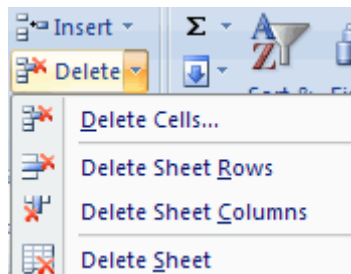 Insert
Σ
A
Z
Delete
Delete Cells...
Delete Sheet Rows
Delete Sheet Columns
Delete Sheet